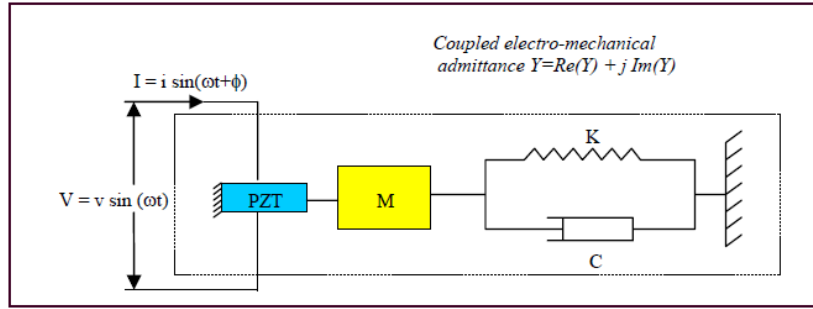 Coupled electro-mechanical
admittance Y=Re(Y) + j Im(Y)
I = i sin(ωt+ϕ)
K
V = v sin (ωt)
PZT
M
C